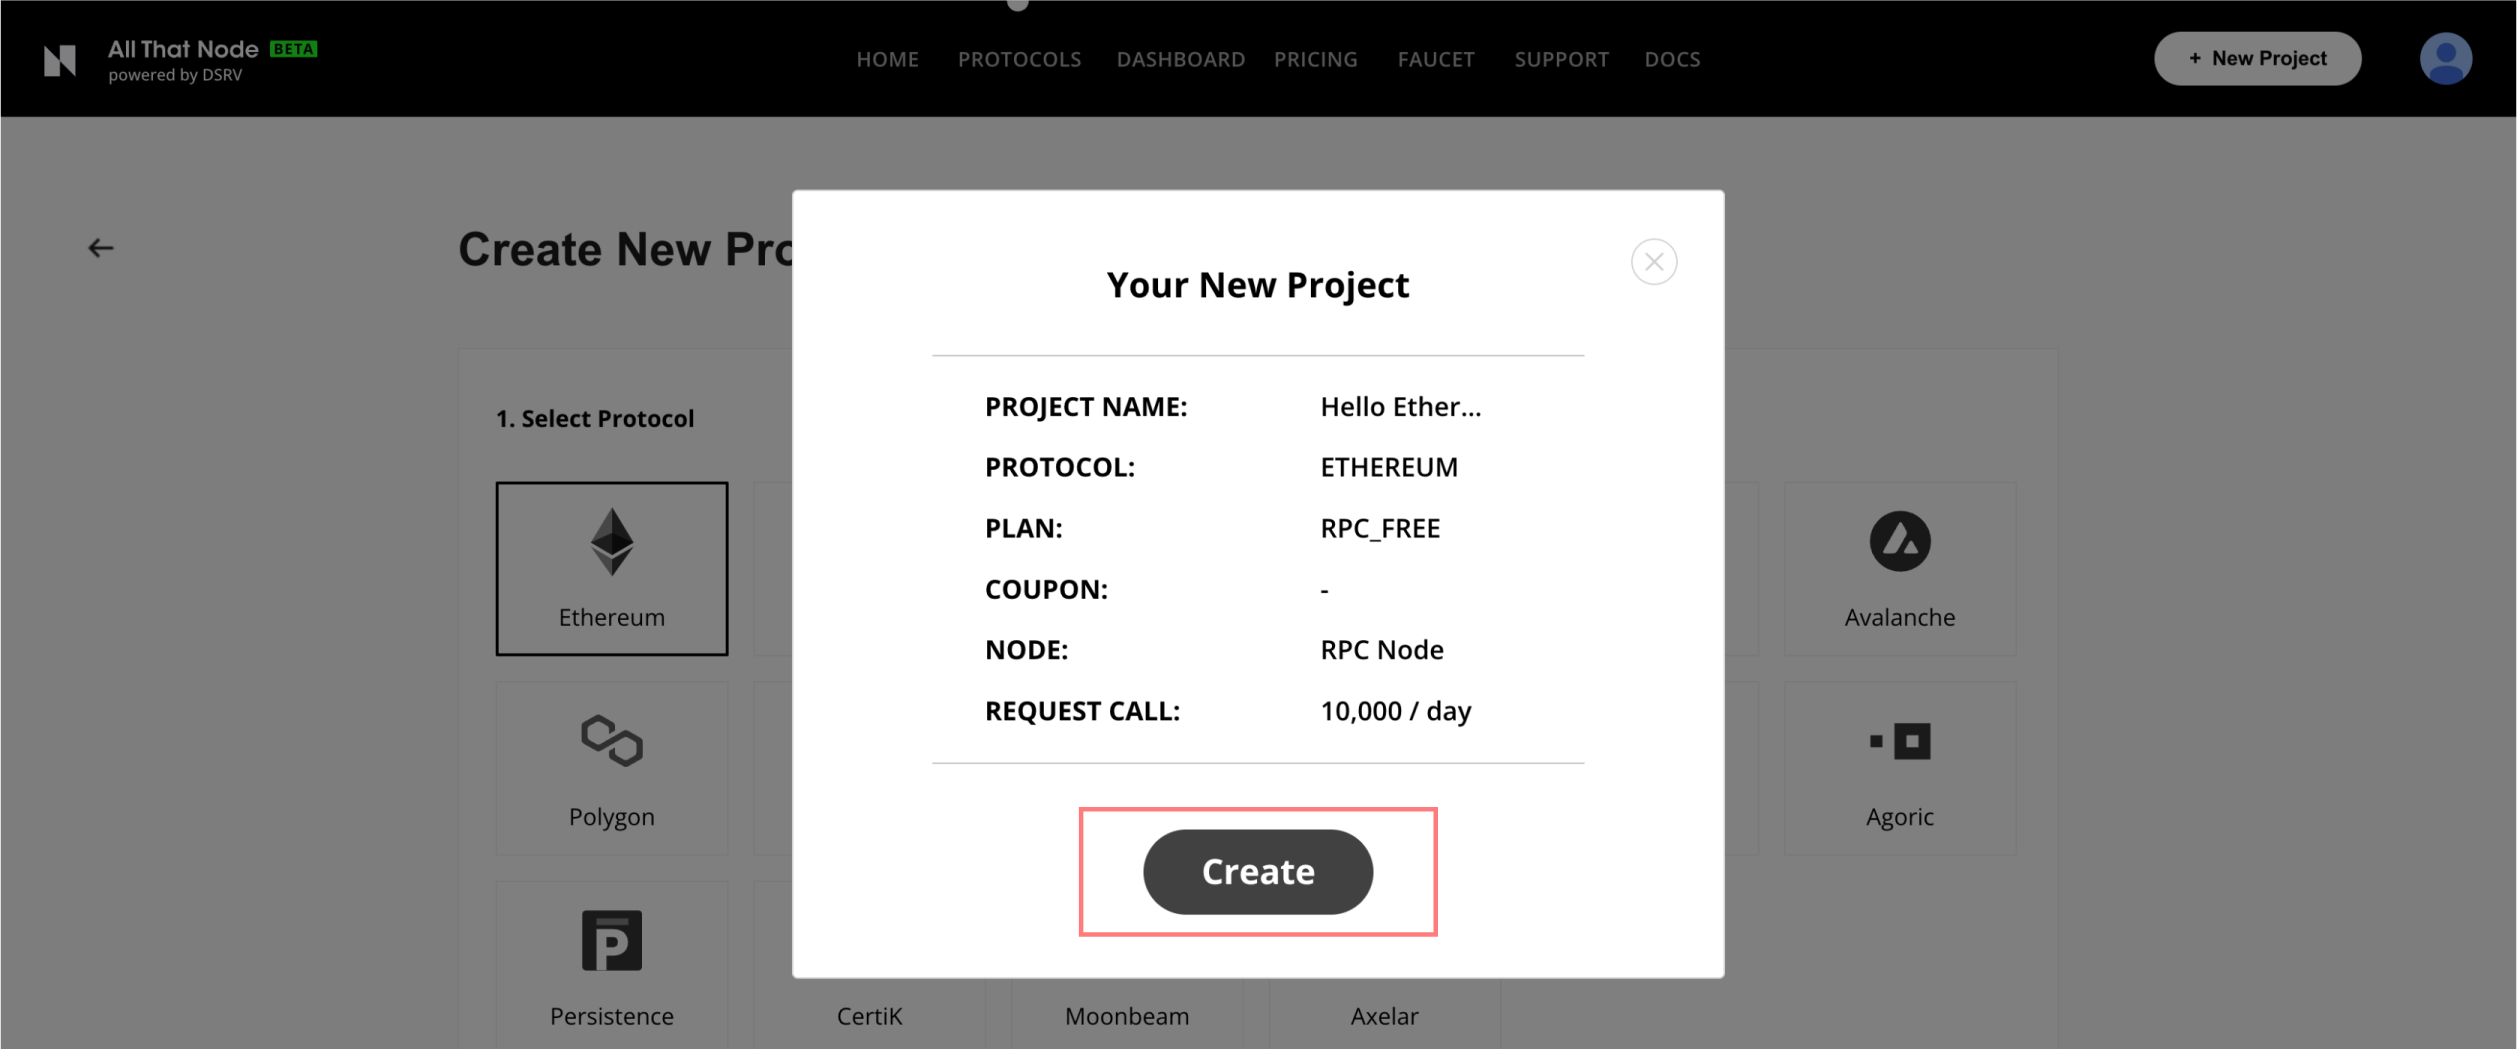 All That Node BETA
powered by DSRV
HOME PROTOCOLS DASHBOARD PRICING FAUCET SUPPORT DOCS
+ New Project
Create New Pro
Your New Project
PROJECT NAME: Hello Ether...
PROTOCOL: ETHEREUM
PLAN: RPC_FREE
COUPON: -
NODE: RPC Node
REQUEST CALL: 10,000 / day
Create
1. Select Protocol
Ethereum
Avalanche
Polygon
Agoric
Persistence
CertiK
Moonbeam
Axelar